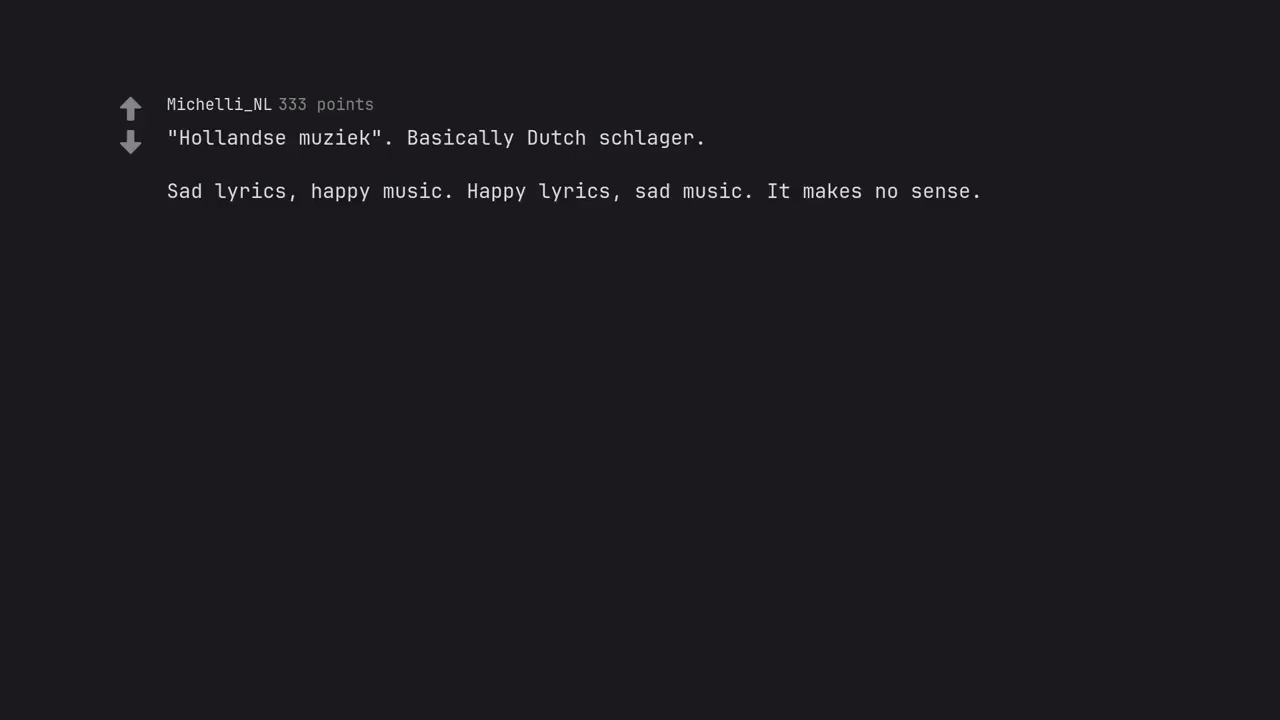 Michelli_NL 333 points
"Hollandse muziek". Basically Dutch schlager.
Sad lyrics, happy music. Happy lyrics, sad music. It makes no sense.